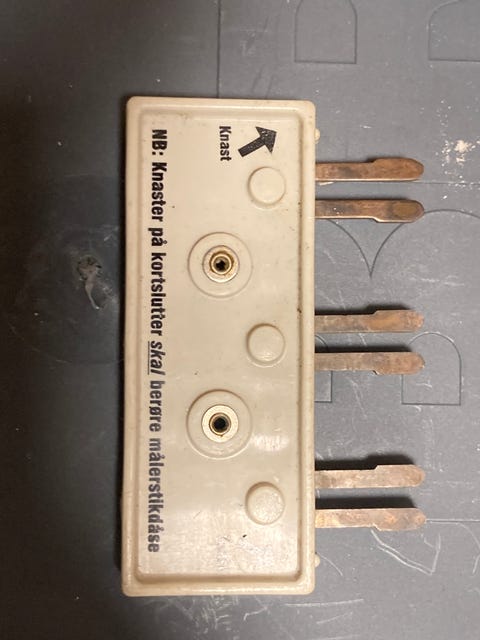 Knast
NB: Knaster på kortslutter skal berøre målerstikdåse